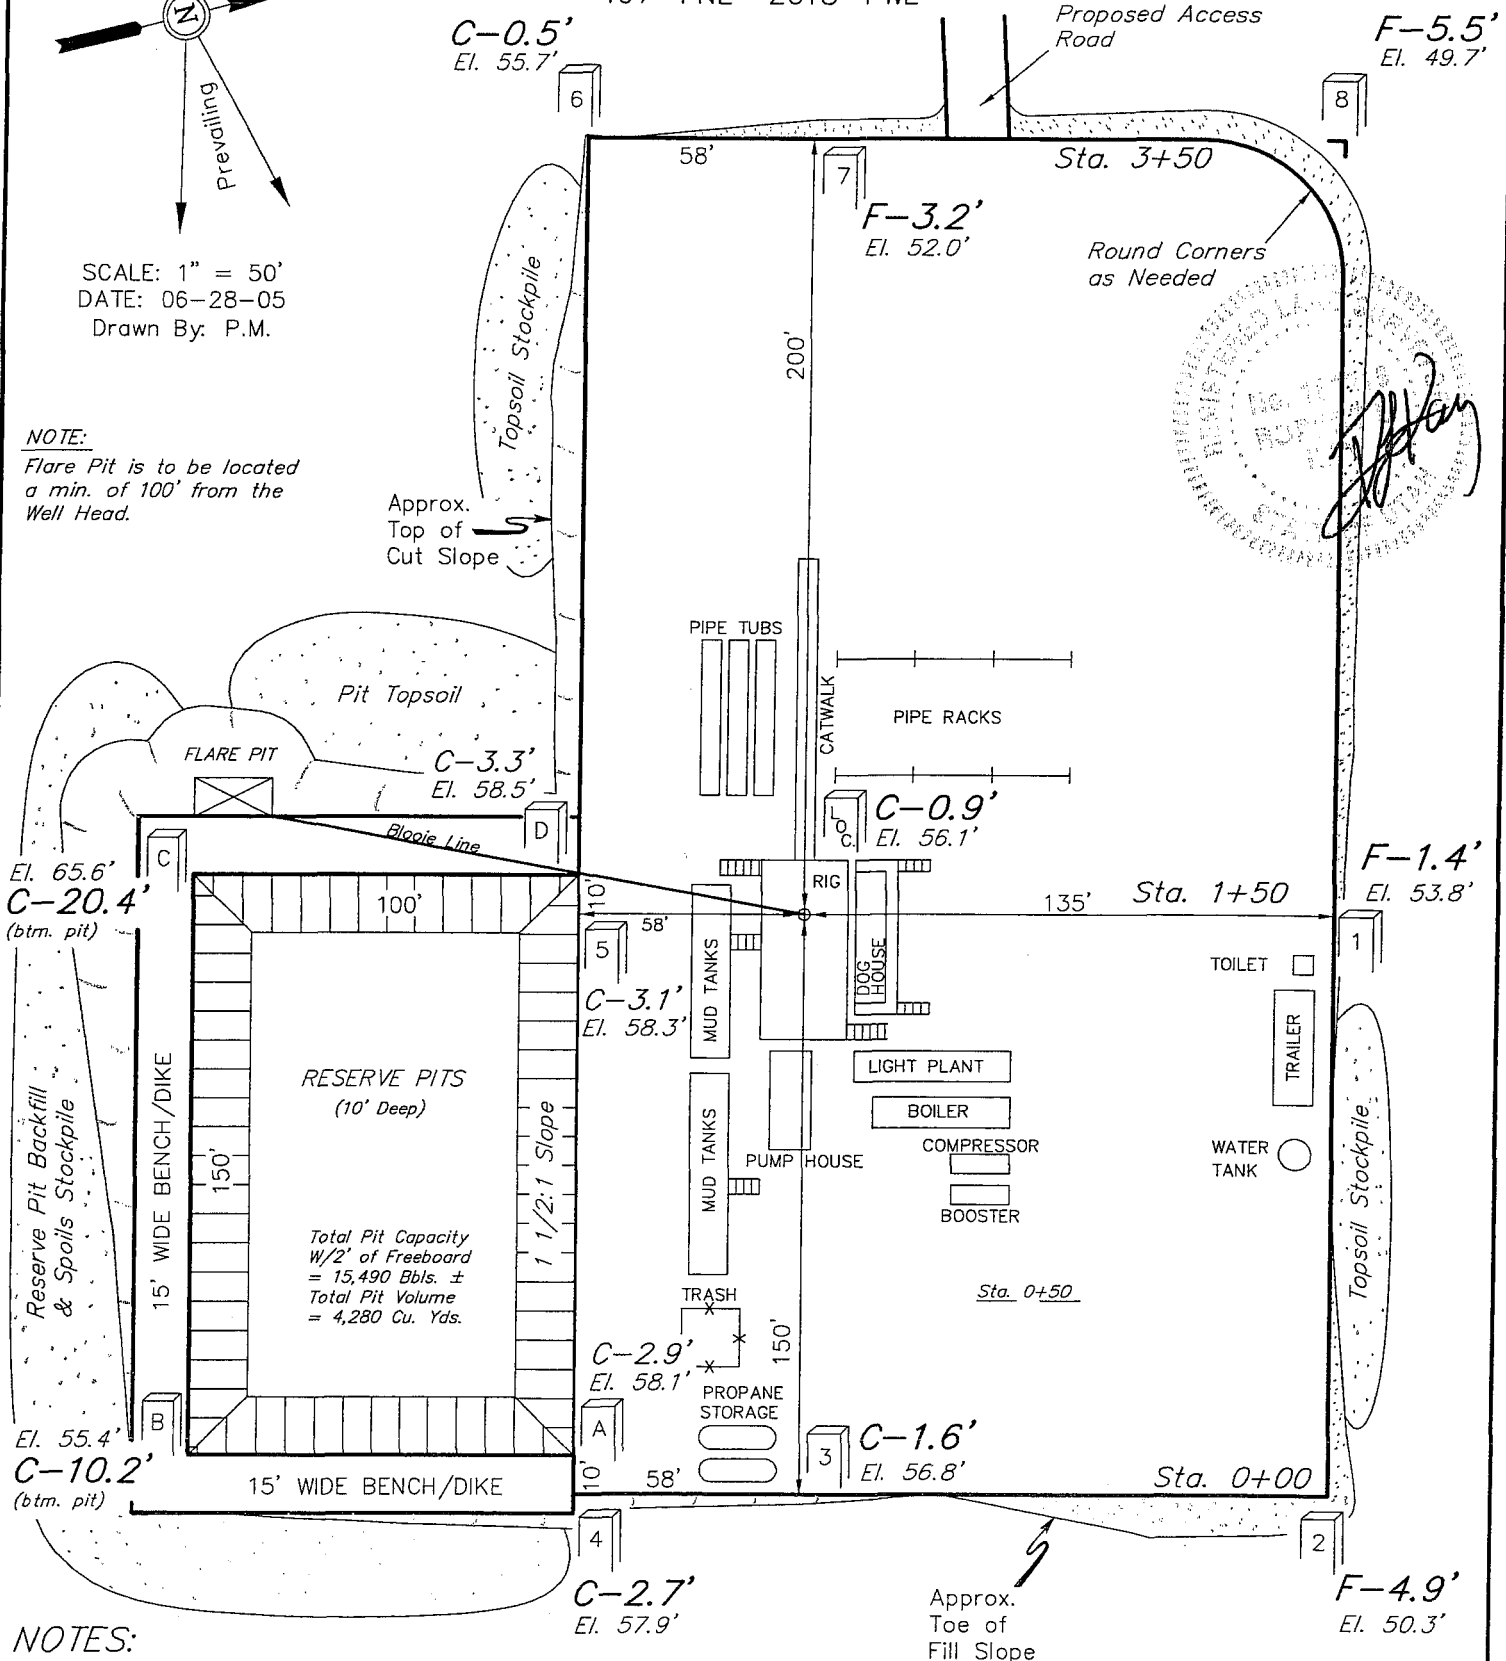 C-0.5'
El. 55.7'
Proposed Access
Road
F-5.5'
El. 49.7'
N
Prevailing
6
8
58'
7
Sta. 3+50
F-3.2'
El. 52.0'
Round Corners
as Needed
SCALE: 1" = 50'
DATE: 06-28-05
Drawn By: P.M.
Topsoil Stockpile
200'
NOTE:
Flare Pit is to be located
a min. of 100' from the
Well Head.
Approx.
Top of
Cut Slope
PIPE TUBS
CATWALK
PIPE RACKS
Pit Topsoil
FLARE PIT
C-3.3'
El. 58.5'
D
Blooie Line
LOC.
C-0.9'
El. 56.1'
C
El. 65.6'
C-20.4'
(btm. pit)
RIG
F-1.4'
El. 53.8'
100'
10'
58'
135'
Sta. 1+50
5
1
MUD TANKS
DOG
HOUSE
TOILET
C-3.1'
El. 58.3'
TRAILER
RESERVE PITS
(10' Deep)
LIGHT PLANT
BOILER
COMPRESSOR
BOOSTER
PUMP HOUSE
MUD TANKS
WATER
TANK
Topsoil Stockpile
Reserve Pit Backfill
& Spoils Stockpile
15' WIDE BENCH/DIKE
150'
1 1/2:1 Slope
Total Pit Capacity
W/2' of Freeboard
= 15,490 Bbls. ±
Total Pit Volume
= 4,280 Cu. Yds.
TRASH
Sta. 0+50
150'
C-2.9'
El. 58.1'
PROPANE
STORAGE
B
A
El. 55.4'
C-10.2'
(btm. pit)
15' WIDE BENCH/DIKE
10'
58'
3
C-1.6'
El. 56.8'
Sta. 0+00
4
2
C-2.7'
El. 57.9'
Approx.
Toe of
Fill Slope
F-4.9'
El. 50.3'
NOTES: